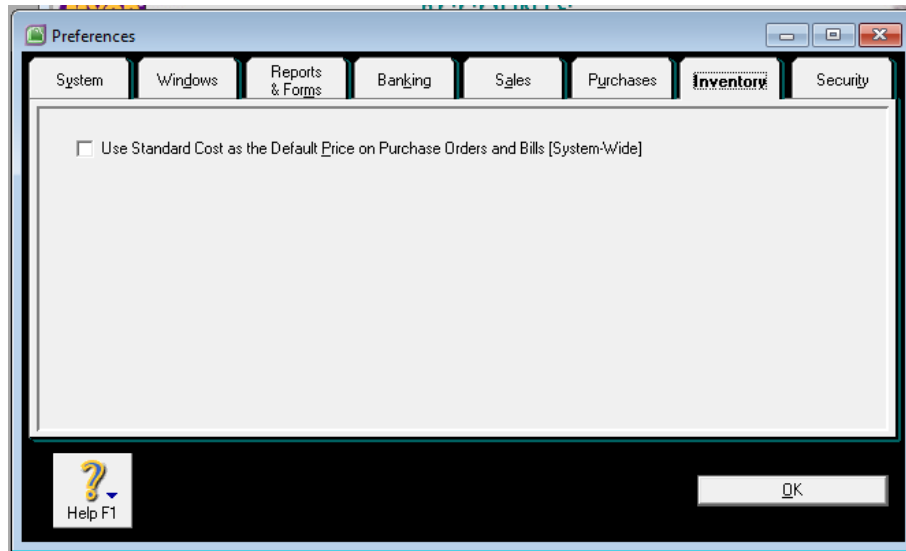 Preferences
System
Windows
Reports
& Forms
Banking
Sales
Purchases
Inventory
Security
Use Standard Cost as the Default Price on Purchase Orders and Bills [System-Wide]
Help F1
OK